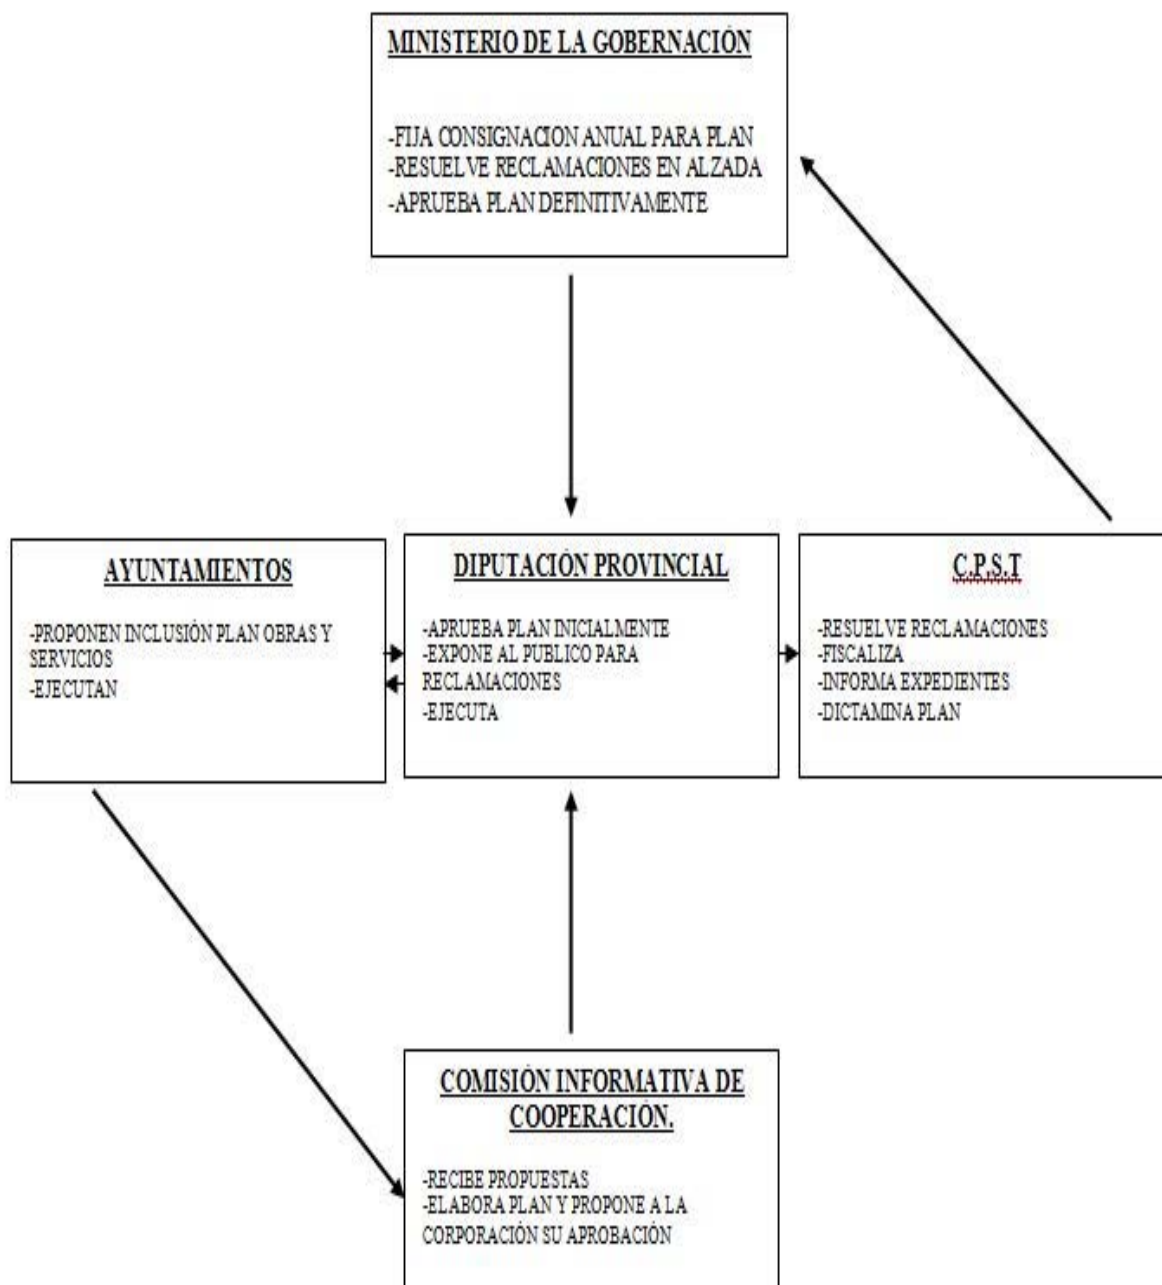 MINISTERIO DE LA GOBERNACIÓN
-FIJA CONSIGNACION ANUAL PARA PLAN
-RESUELVE RECLAMACIONES EN ALZADA
-APRUEBA PLAN DEFINITIVAMENTE
AYUNTAMIENTOS
-PROPONEN INCLUSIÓN PLAN OBRAS Y
SERVICIOS
-EJECUTAN
DIPUTACIÓN PROVINCIAL
-APRUEBA PLAN INICIALMENTE
-EXPONE AL PUBLICO PARA
RECLAMACIONES
-EJECUTA
C.P.S.T
-RESUELVE RECLAMACIONES
-FISCALIZA
-INFORMA EXPEDIENTES
-DICTAMINA PLAN
COMISIÓN INFORMATIVA DE
COOPERACIÓN.
-RECIBE PROPUESTAS
-ELABORA PLAN Y PROPONE A LA
CORPORACIÓN SU APROBACIÓN